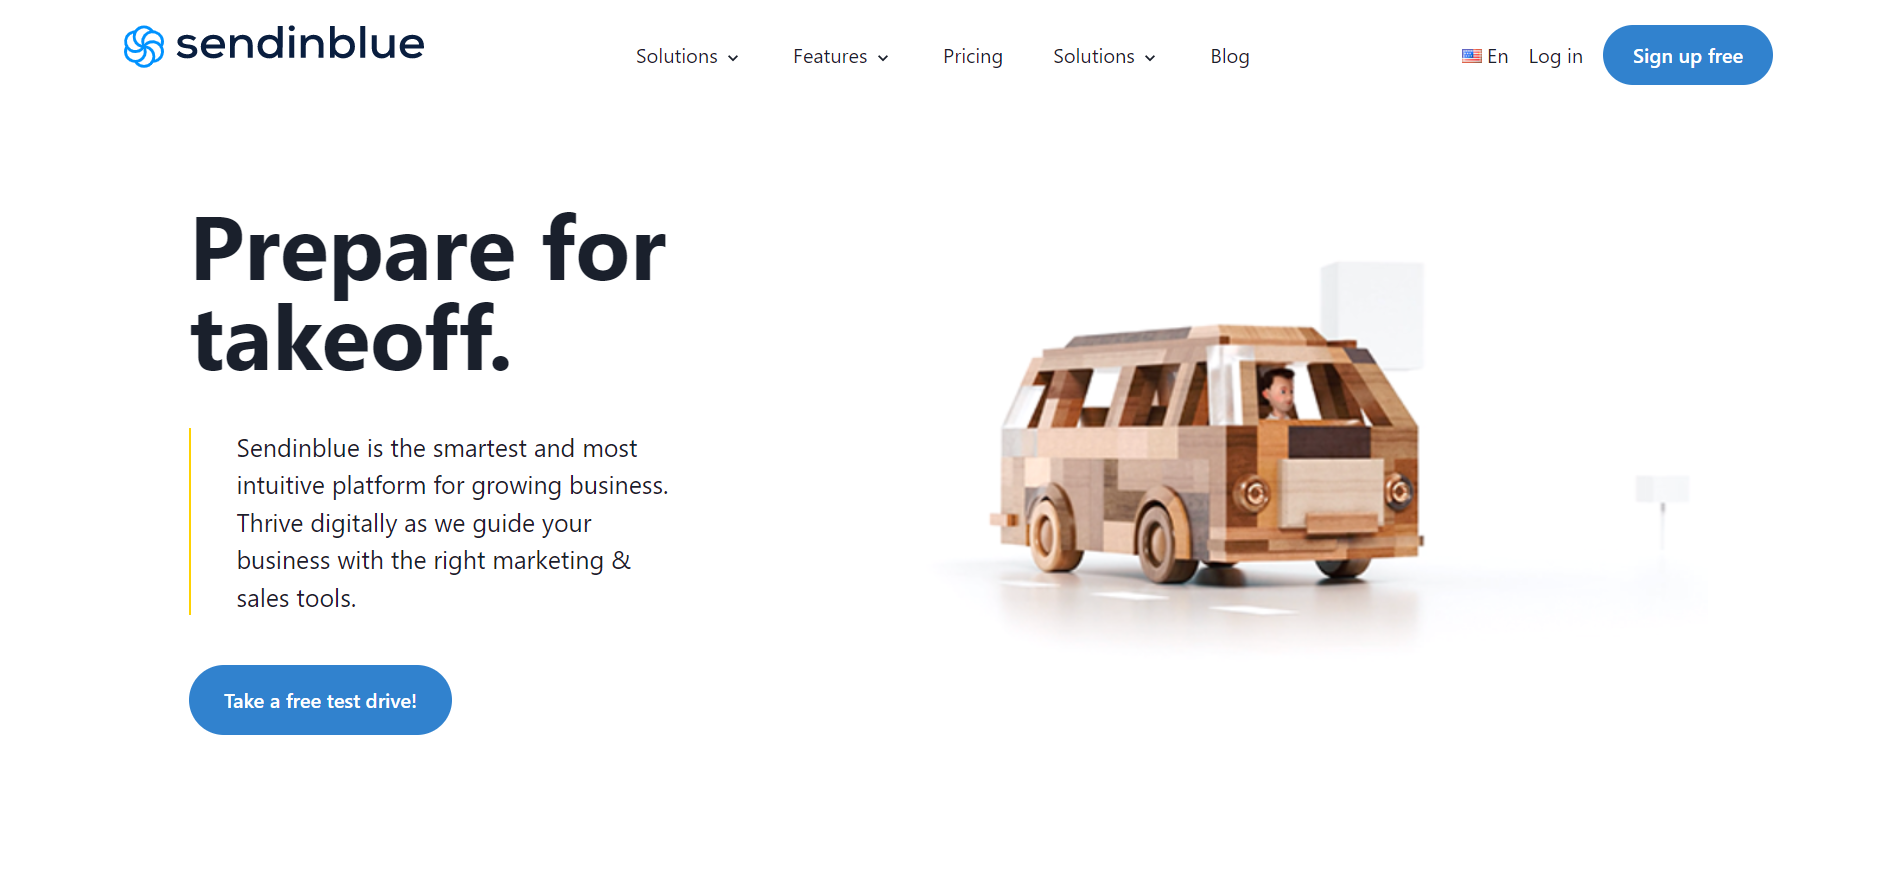 sendinblue
Solutions
Features
Pricing
Solutions
Blog
En
Log in
Sign up free
Prepare for
takeoff.
Sendinblue is the smartest and most
intuitive platform for growing business.
Thrive digitally as we guide your
business with the right marketing &
sales tools.
Take a free test drive!